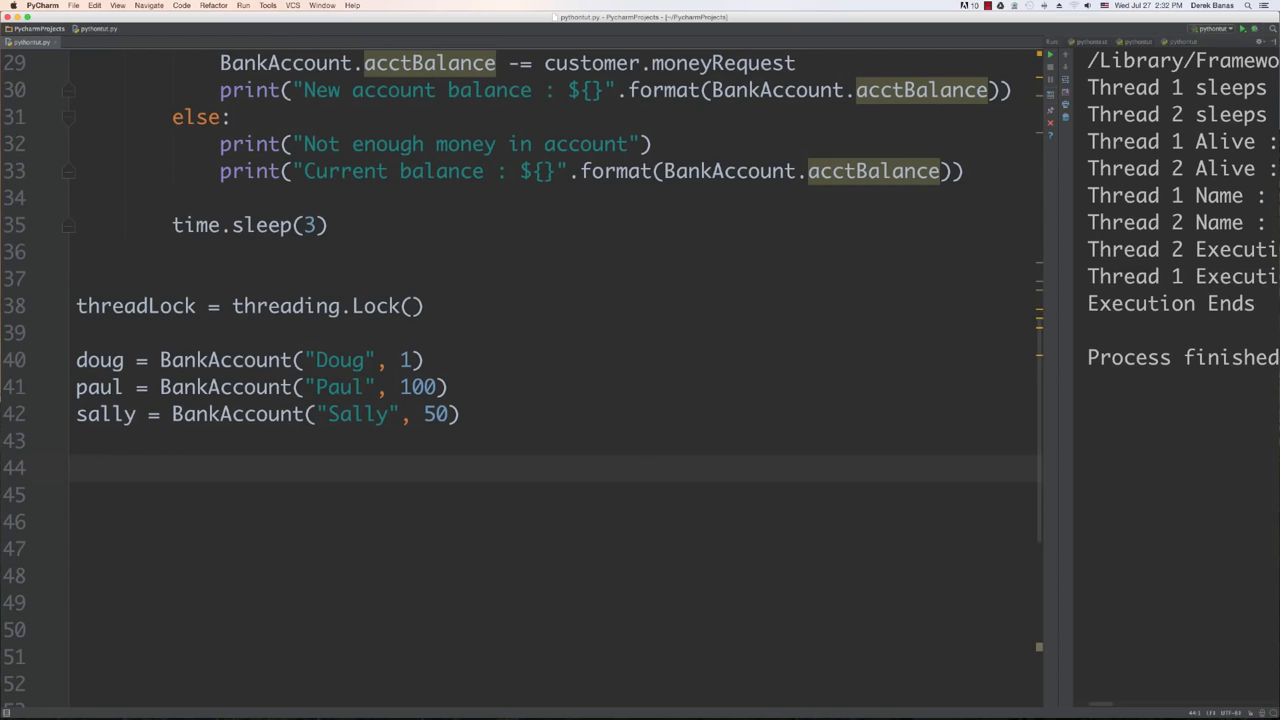 PyCharm File Edit View Navigate Code Refactor Run Tools VCS Window Help 10 Wed Jul 27 2:32 PM Derek Banas
pythontut.py - PycharmProjects - [~/PycharmProjects]
PycharmProjects pythontut.py pythontut
pythontut.py Run: pythontest pythontut pythontut
29 BankAccount.acctBalance -= customer.moneyRequest
30 print("New account balance : ${}".format(BankAccount.acctBalance))
31 else:
32 print("Not enough money in account")
33 print("Current balance : ${}".format(BankAccount.acctBalance))
34
35 time.sleep(3)
36
37
38 threadLock = threading.Lock()
39
40 doug = BankAccount("Doug", 1)
41 paul = BankAccount("Paul", 100)
42 sally = BankAccount("Sally", 50)
43
44
45
46
47
48
49
50
51
52
/Library/Framewo
Thread 1 sleeps
Thread 2 sleeps
Thread 1 Alive :
Thread 2 Alive :
Thread 1 Name :
Thread 2 Name :
Thread 2 Executi
Thread 1 Executi
Execution Ends
Process finished
44:1 LF÷ UTF-8÷